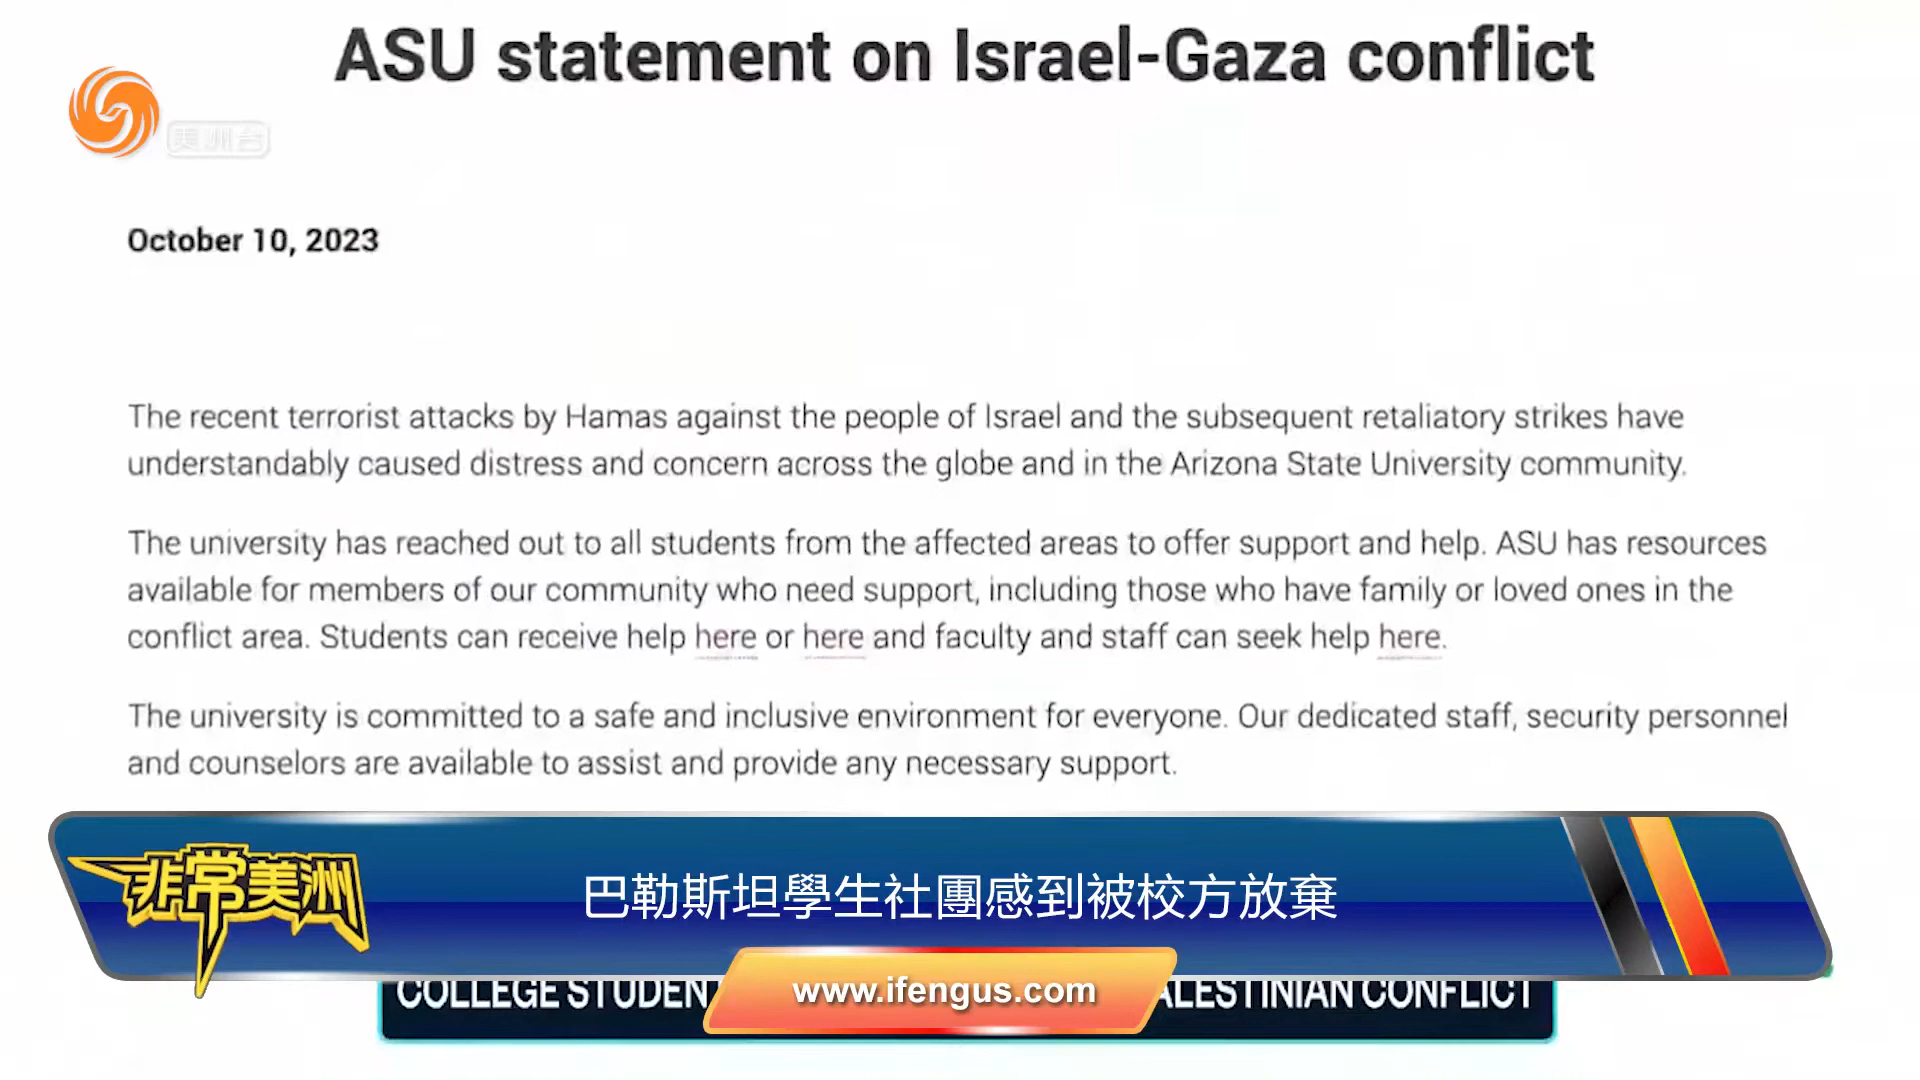 ASU statement on Israel-Gaza conflict
美洲台
October 10, 2023
The recent terrorist attacks by Hamas against the people of Israel and the subsequent retaliatory strikes have
understandably caused distress and concern across the globe and in the Arizona State University community.
The university has reached out to all students from the affected areas to offer support and help. ASU has resources
available for members of our community who need support, including those who have family or loved ones in the
conflict area. Students can receive help here or here and faculty and staff can seek help here.
The university is committed to a safe and inclusive environment for everyone. Our dedicated staff, security personnel
and counselors are available to assist and provide any necessary support.
非常美洲
巴勒斯坦學生社團感到被校方放棄
COLLEGE STUDEN ALESTINIAN CONFLICT
www.ifengus.com